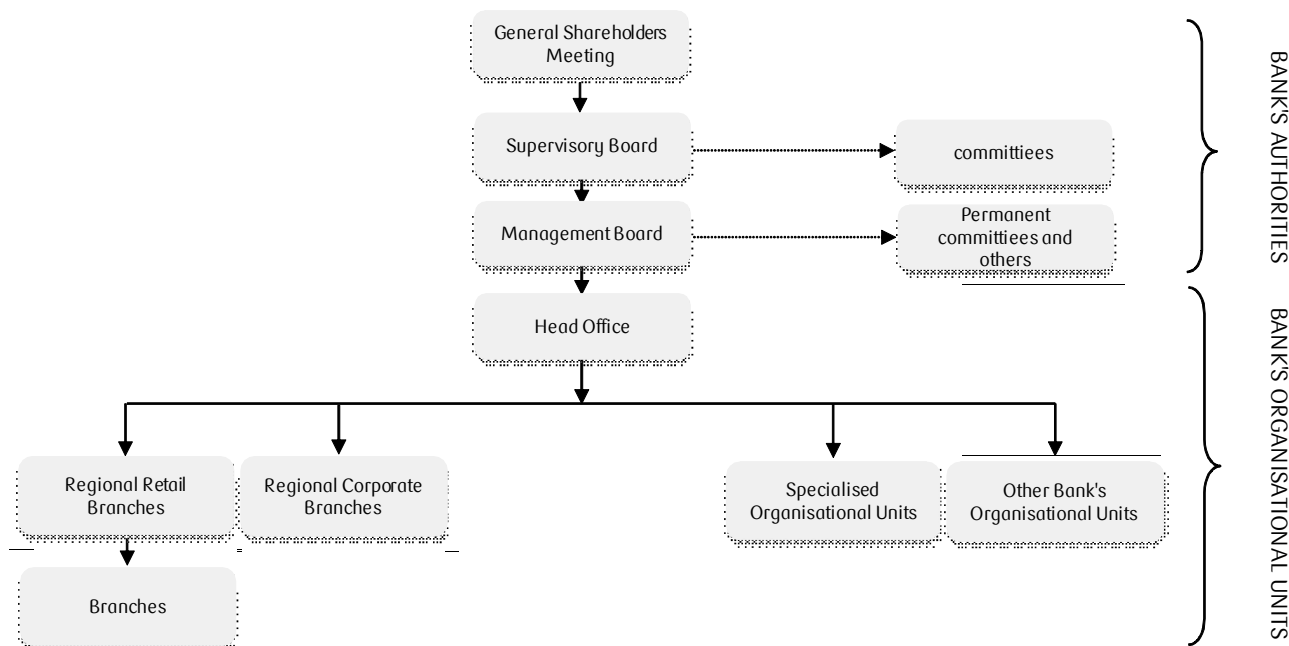 General Shareholders
Meeting
Supervisory Board
committiees
Management Board
Permanent
committiees and
others
Head Office
Regional Retail
Branches
Regional Corporate
Branches
Specialised
Organisational Units
Other Bank's
Organisational Units
Branches
BANK'S AUTHORITIES
BANK'S ORGANISATIONAL UNITS